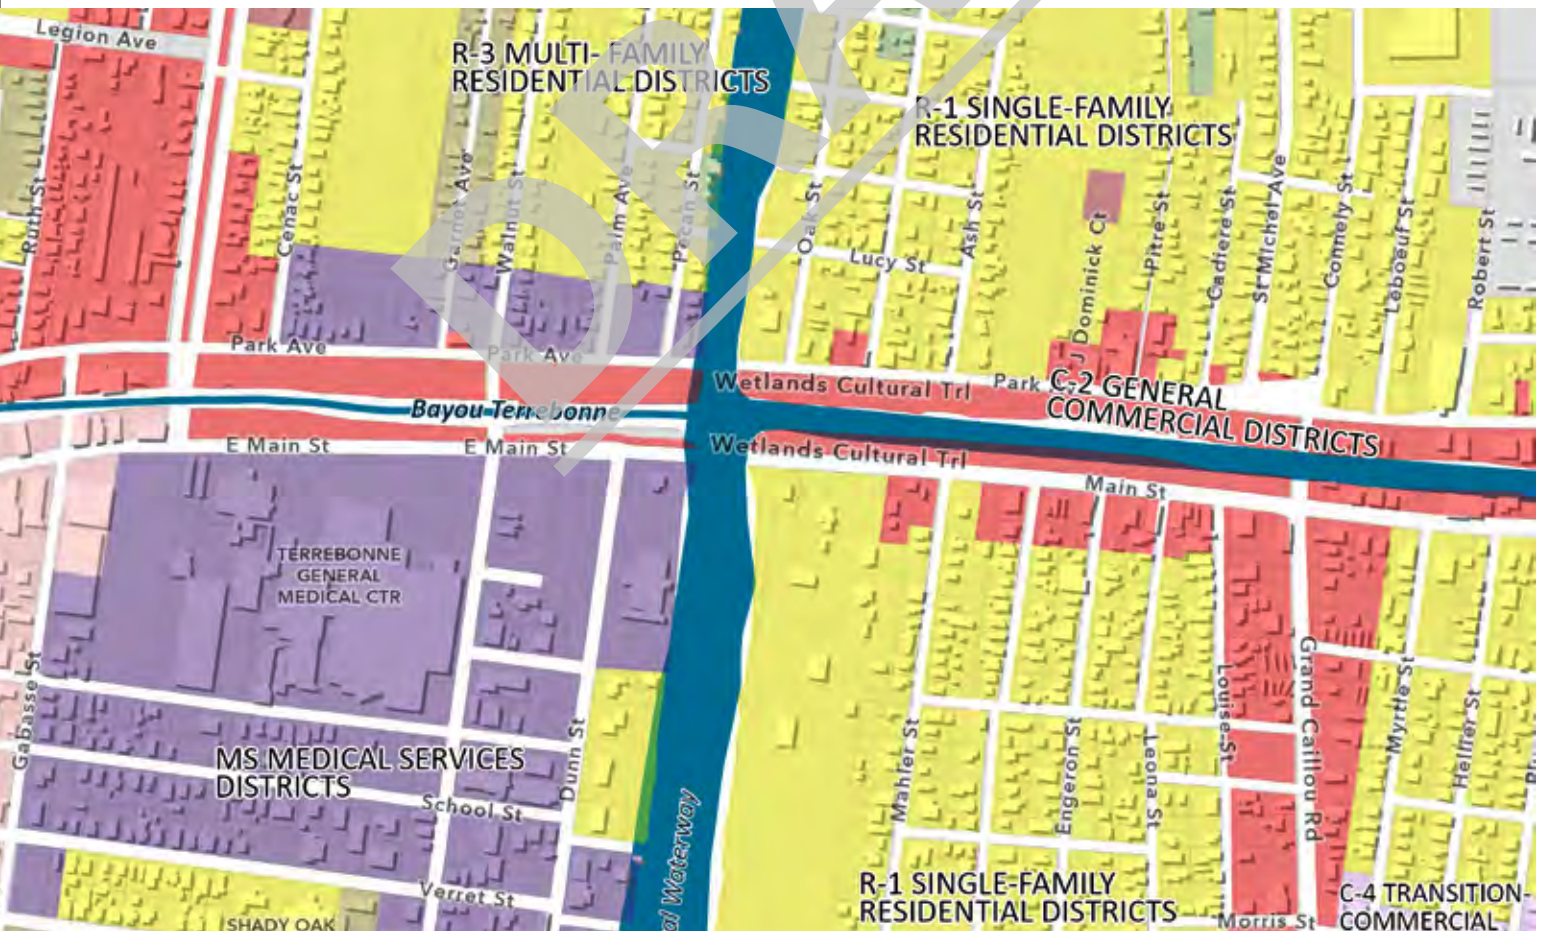 Legion Ave
R-3 MULTI- FAMILY
RESIDENTIAL DISTRICTS
R-1 SINGLE-FAMILY
RESIDENTIAL DISTRICTS
Ruth St
Cenac St
Garnet Ave
Walnut St
Palm Ave
Pecan St
Oak St
Ash St
Lucy St
J Dominick Ct
Pitre St
Cadiere St
St Michel Ave
Connely St
Leboeuf St
Robert St
Park Ave
Park Ave
Wetlands Cultural Trl
Park
C-2 GENERAL
COMMERCIAL DISTRICTS
Bayou Terrebonne
E Main St
E Main St
Wetlands Cultural Trl
Main St
TERREBONNE
GENERAL
MEDICAL CTR
Gabasse St
MS MEDICAL SERVICES
DISTRICTS
School St
Dunn St
Verret St
SHADY OAK
al Waterway
Mahler St
Engeron St
Leona St
Louise St
Grand Caillou Rd
Myrtle St
Hellier St
R-1 SINGLE-FAMILY
RESIDENTIAL DISTRICTS
Morris St
C-4 TRANSITION-
COMMERCIAL
DRA